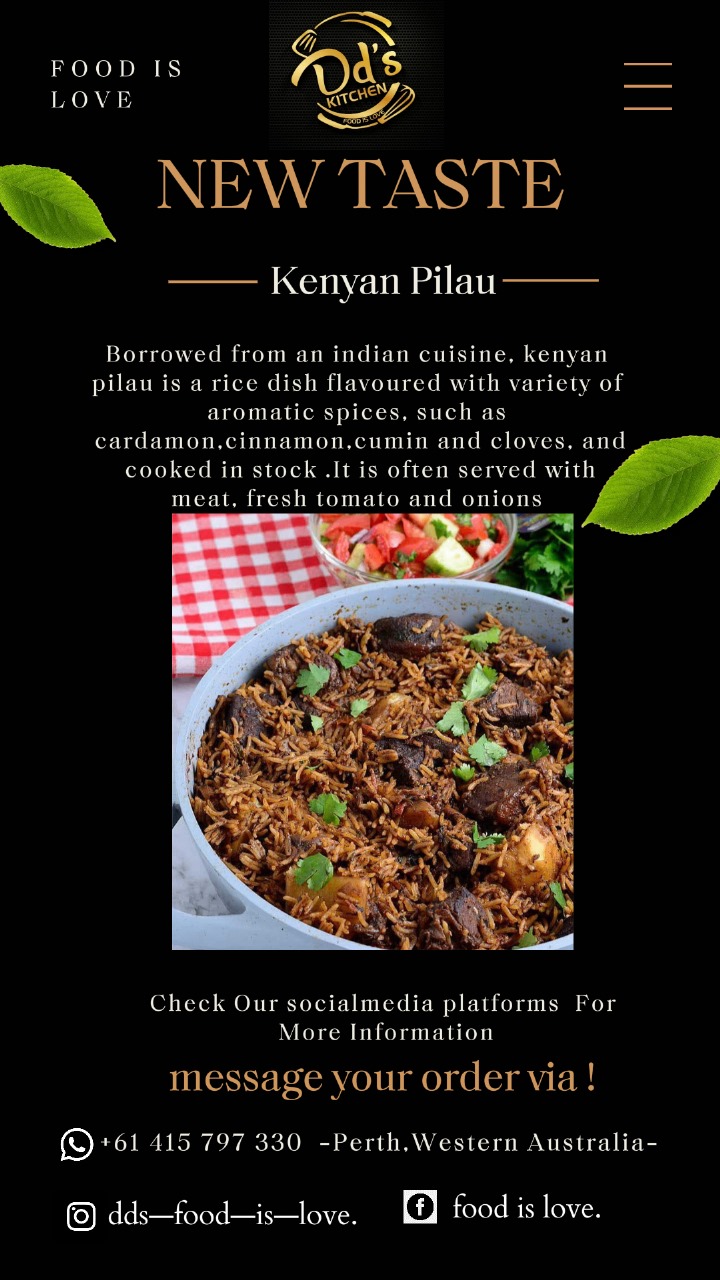 FOOD IS
LOVE
Dd's
KITCHEN
FOOD IS LOVE
NEW TASTE
Kenyan Pilau
Borrowed from an indian cuisine, kenyan
pilau is a rice dish flavoured with variety of
aromatic spices, such as
cardamon,cinnamon,cumin and cloves, and
cooked in stock .It is often served with
meat, fresh tomato and onions
Check Our socialmedia platforms For
More Information
message your order via !
+61 415 797 330 -Perth,Western Australia-
dds—food—is—love.
food is love.